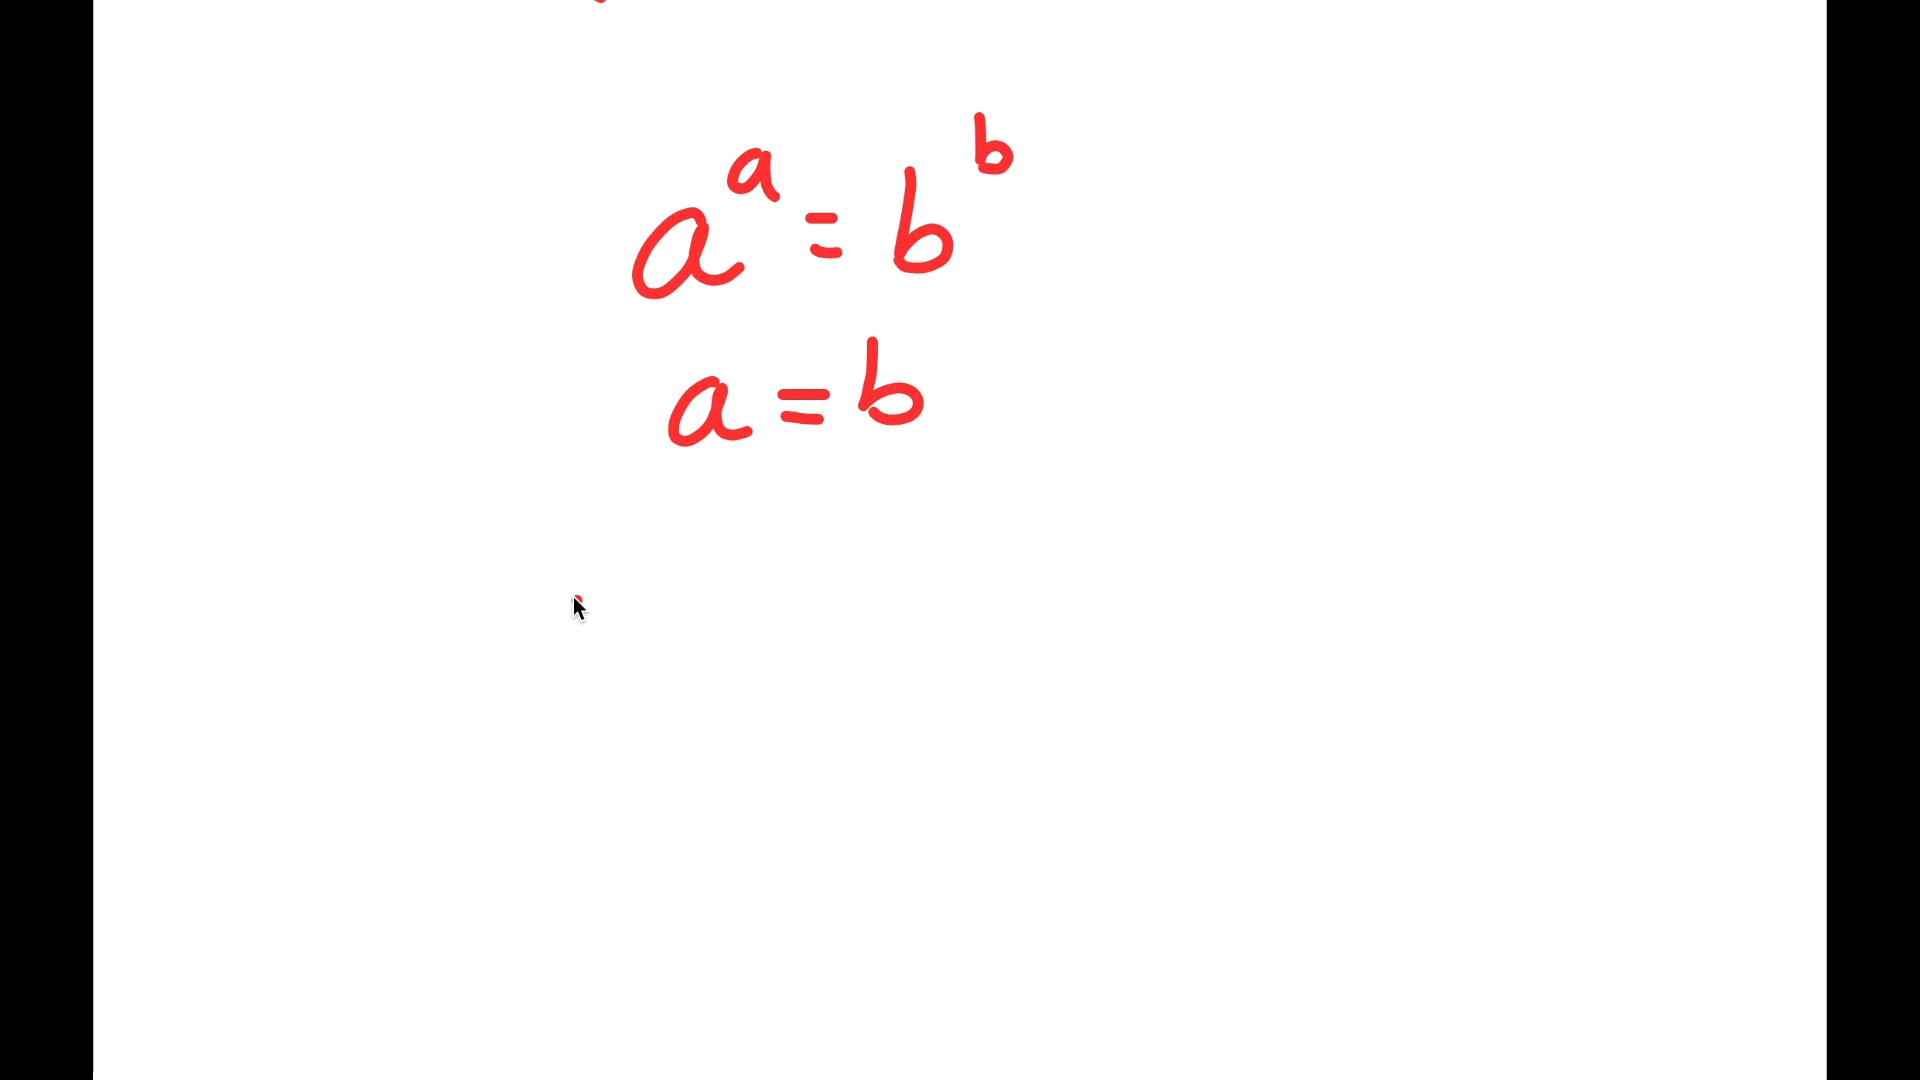 a^a = b^b
a = b